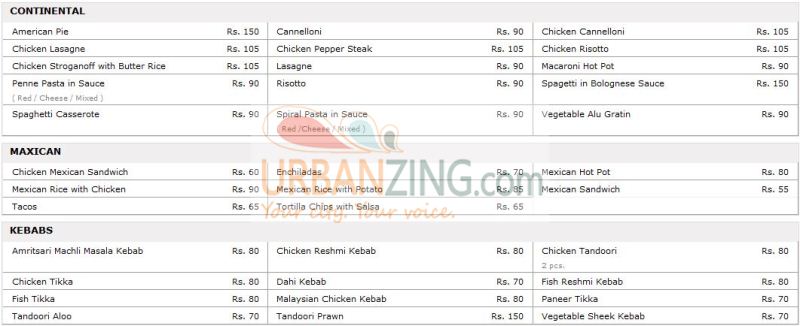 CONTINENTAL
American Pie Rs. 150 Cannelloni Rs. 90 Chicken Cannelloni Rs. 105
Chicken Lasagne Rs. 105 Chicken Pepper Steak Rs. 105 Chicken Risotto Rs. 105
Chicken Stroganoff with Butter Rice Rs. 105 Lasagne Rs. 90 Macaroni Hot Pot Rs. 90
Penne Pasta in Sauce Rs. 90 Risotto Rs. 90 Spagetti in Bolognese Sauce Rs. 150
( Red / Cheese / Mixed )
Spaghetti Casserote Rs. 90 Spiral Pasta in Sauce Rs. 90 Vegetable Alu Gratin Rs. 90
( Red /Cheese / Mixed )
MAXICAN
Chicken Mexican Sandwich Rs. 60 Enchiladas Rs. 70 Mexican Hot Pot Rs. 80
Mexican Rice with Chicken Rs. 90 Mexican Rice with Potato Rs. 85 Mexican Sandwich Rs. 55
Tacos Rs. 65 Tortilla Chips with Salsa Rs. 65
URBANZING.com
Your city. Your voice.
KEBABS
Amritsari Machli Masala Kebab Rs. 80 Chicken Reshmi Kebab Rs. 80 Chicken Tandoori Rs. 80
2 pcs.
Chicken Tikka Rs. 80 Dahi Kebab Rs. 70 Fish Reshmi Kebab Rs. 80
Fish Tikka Rs. 80 Malaysian Chicken Kebab Rs. 80 Paneer Tikka Rs. 70
Tandoori Aloo Rs. 70 Tandoori Prawn Rs. 150 Vegetable Sheek Kebab Rs. 70